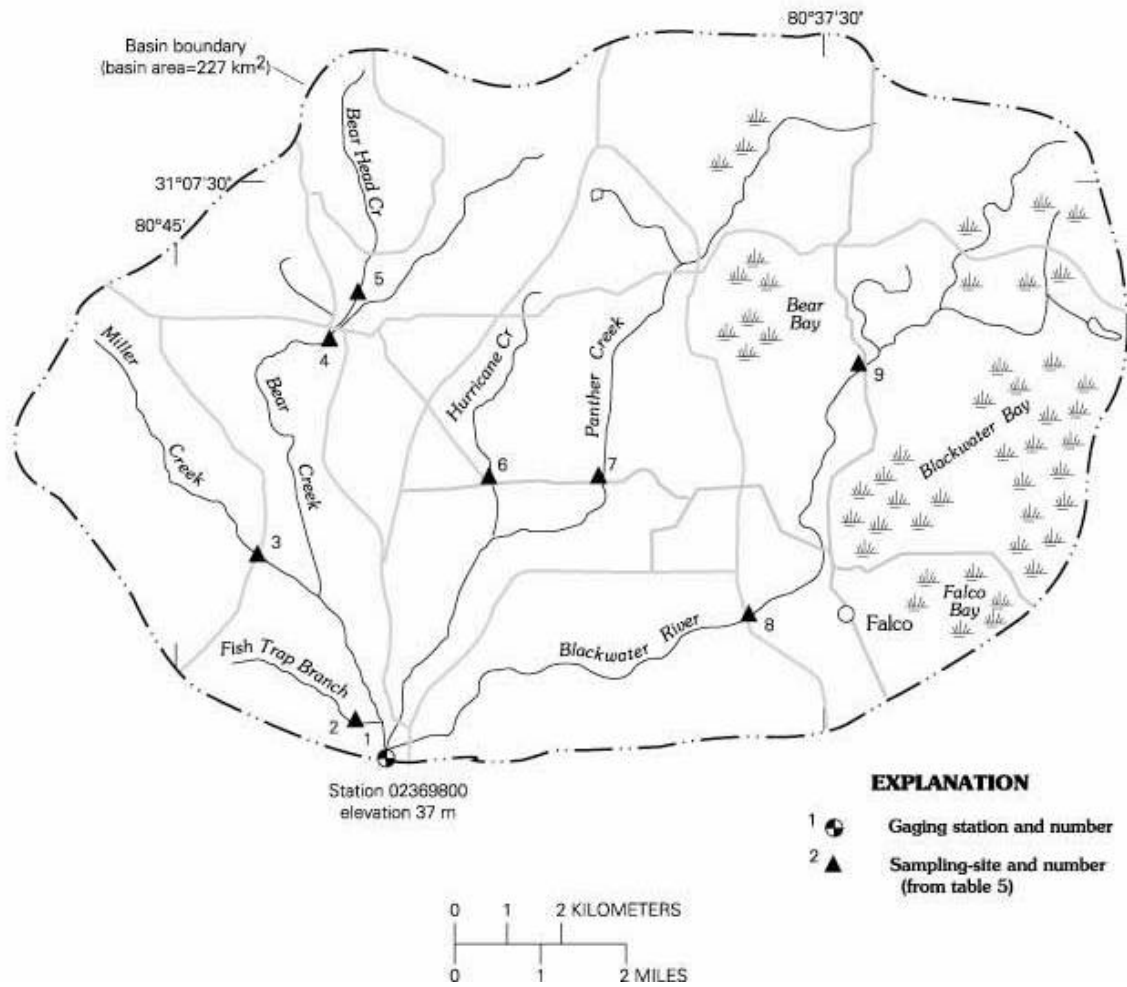 80°37'30"
Basin boundary
(basin area=227 km²)
Bear Head Cr
31°07'30"
80°45'
5
Bear
Bay
4
Miller
Creek
Bear
Creek
Hurricane Cr
Panther Creek
9
Blackwater Bay
6
7
3
Falco
Bay
8
Falco
Blackwater River
Fish Trap Branch
2
1
Station 02369800
elevation 37 m
EXPLANATION
1 Gaging station and number
2 Sampling-site and number
(from table 5)
0 1 2 KILOMETERS
0 1 2 MILES